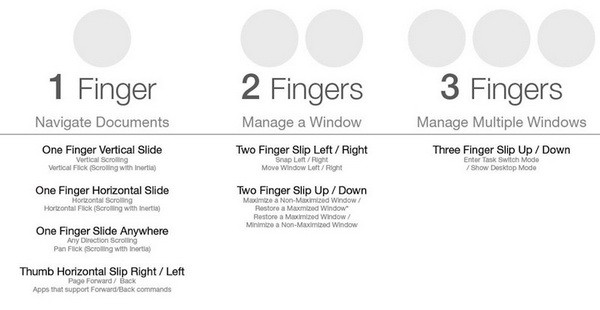 1 Finger
Navigate Documents
One Finger Vertical Slide
Vertical Scrolling
Vertical Flick (Scrolling with Inertia)
One Finger Horizontal Slide
Horizontal Scrolling
Horizontal Flick (Scrolling with Inertia)
One Finger Slide Anywhere
Any Direction Scrolling
Pan Flick (Scrolling with Inertia)
Thumb Horizontal Slip Right / Left
Page Forward / Back
Apps that support Forward/Back commands
2 Fingers
Manage a Window
Two Finger Slip Left / Right
Snap Left / Right
Move Window Left / Right
Two Finger Slip Up / Down
Maximize a Non-Maximized Window /
Restore a Maxmized Window*
Restore a Maximized Window /
Minimize a Non-Maximized Window
3 Fingers
Manage Multiple Windows
Three Finger Slip Up / Down
Enter Task Switch Mode
/ Show Desktop Mode